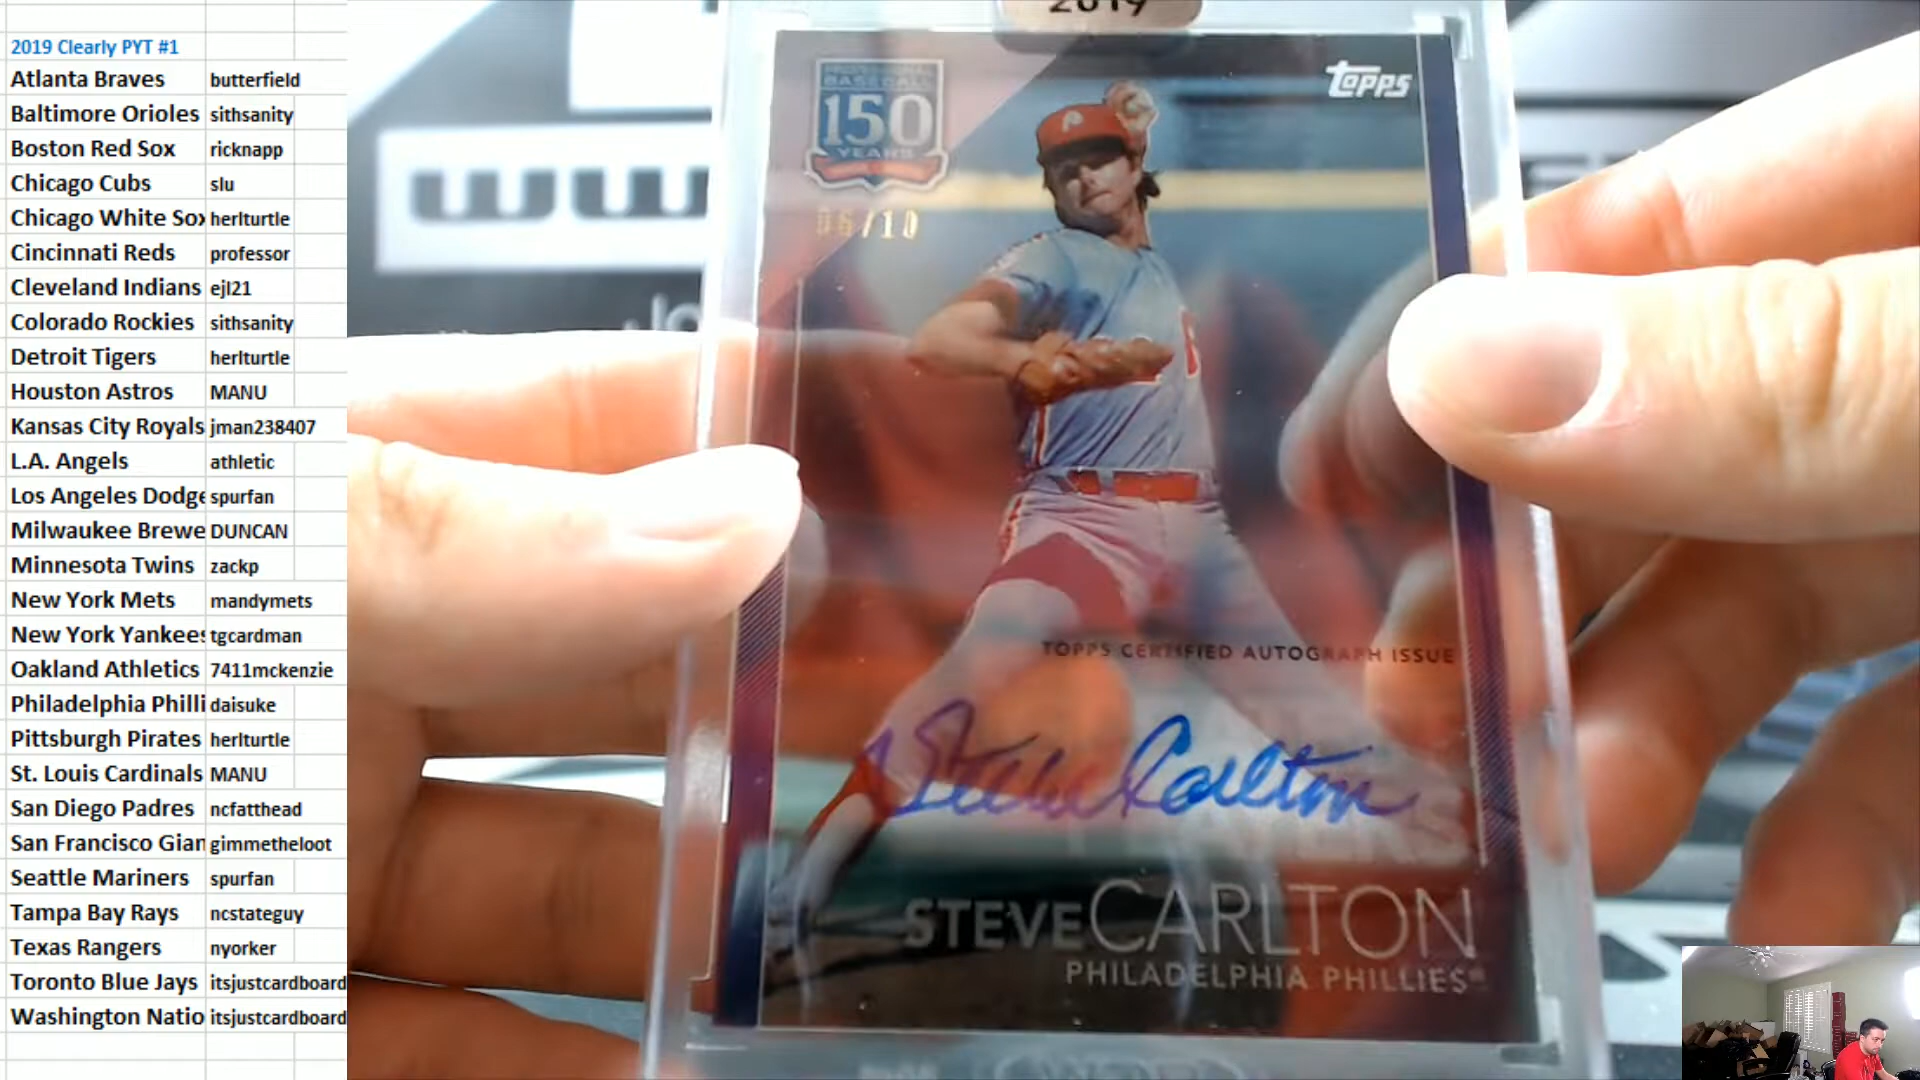 2019 Clearly PYT #1
Atlanta Braves butterfield
Baltimore Orioles sithsanity
Boston Red Sox ricknapp
Chicago Cubs slu
Chicago White Sox herlturtle
Cincinnati Reds professor
Cleveland Indians ejl21
Colorado Rockies sithsanity
Detroit Tigers herlturtle
Houston Astros MANU
Kansas City Royals jman238407
L.A. Angels athletic
Los Angeles Dodge spurfan
Milwaukee Brewe DUNCAN
Minnesota Twins zackp
New York Mets mandymets
New York Yankees tgcardman
Oakland Athletics 7411mckenzie
Philadelphia Philli daisuke
Pittsburgh Pirates herlturtle
St. Louis Cardinals MANU
San Diego Padres ncfatthead
San Francisco Gian gimmetheloot
Seattle Mariners spurfan
Tampa Bay Rays ncstateguy
Texas Rangers nyorker
Toronto Blue Jays itsjustcardboard
Washington Natio itsjustcardboard
2019
topps
PROFESSIONAL
BASEBALL
150
YEARS
TOPPS CERTIFIED AUTOGRAPH ISSUE
Steve Carlton
STEVE CARLTON
PHILADELPHIA PHILLIES